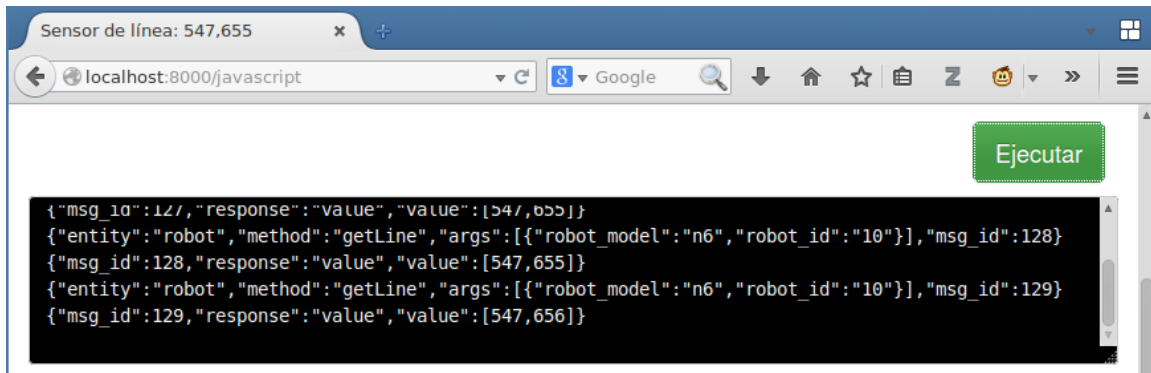 Sensor de línea: 547,655
localhost:8000/javascript
8
Google
Z
Ejecutar
{"msg_id":127,"response":"value","value":[547,655]}
{"entity":"robot","method":"getLine","args":[{"robot_model":"n6","robot_id":"10"}],"msg_id":128}
{"msg_id":128,"response":"value","value":[547,655]}
{"entity":"robot","method":"getLine","args":[{"robot_model":"n6","robot_id":"10"}],"msg_id":129}
{"msg_id":129,"response":"value","value":[547,656]}